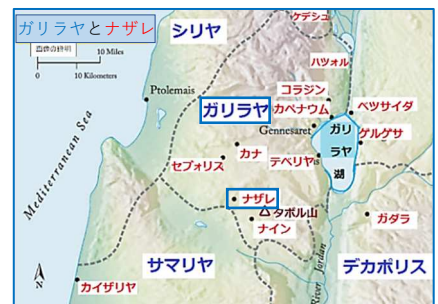 ガリラヤとナザレ
10 Miles
0 10 Kilometers
シリヤ
ケデシュ
ハツォル
コラジン
カペナウム
ベツサイダ
Ptolemais
ガリラヤ
Gennesaret
ガリラヤ湖
ゲルゲサ
カナ
セプォリス
テベリヤ
Mediterranean Sea
ナザレ
タボル山
ナイン
ガダラ
サマリヤ
デカポリス
River Jordan
カイザリヤ
N